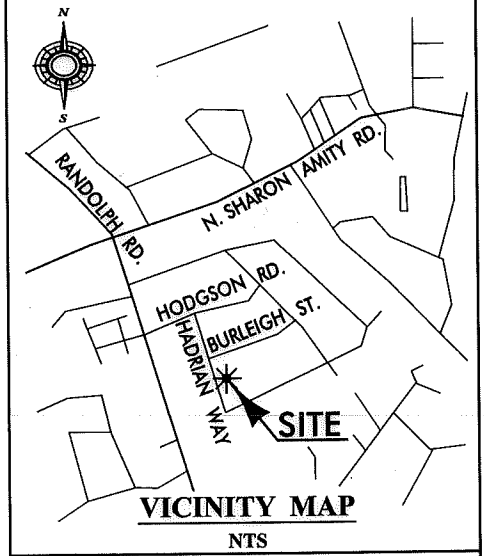 N
S
RANDOLPH RD.
N. SHARON AMITY RD.
HODGSON RD.
BURLEIGH ST.
HADRIAN WAY
SITE
VICINITY MAP
NTS